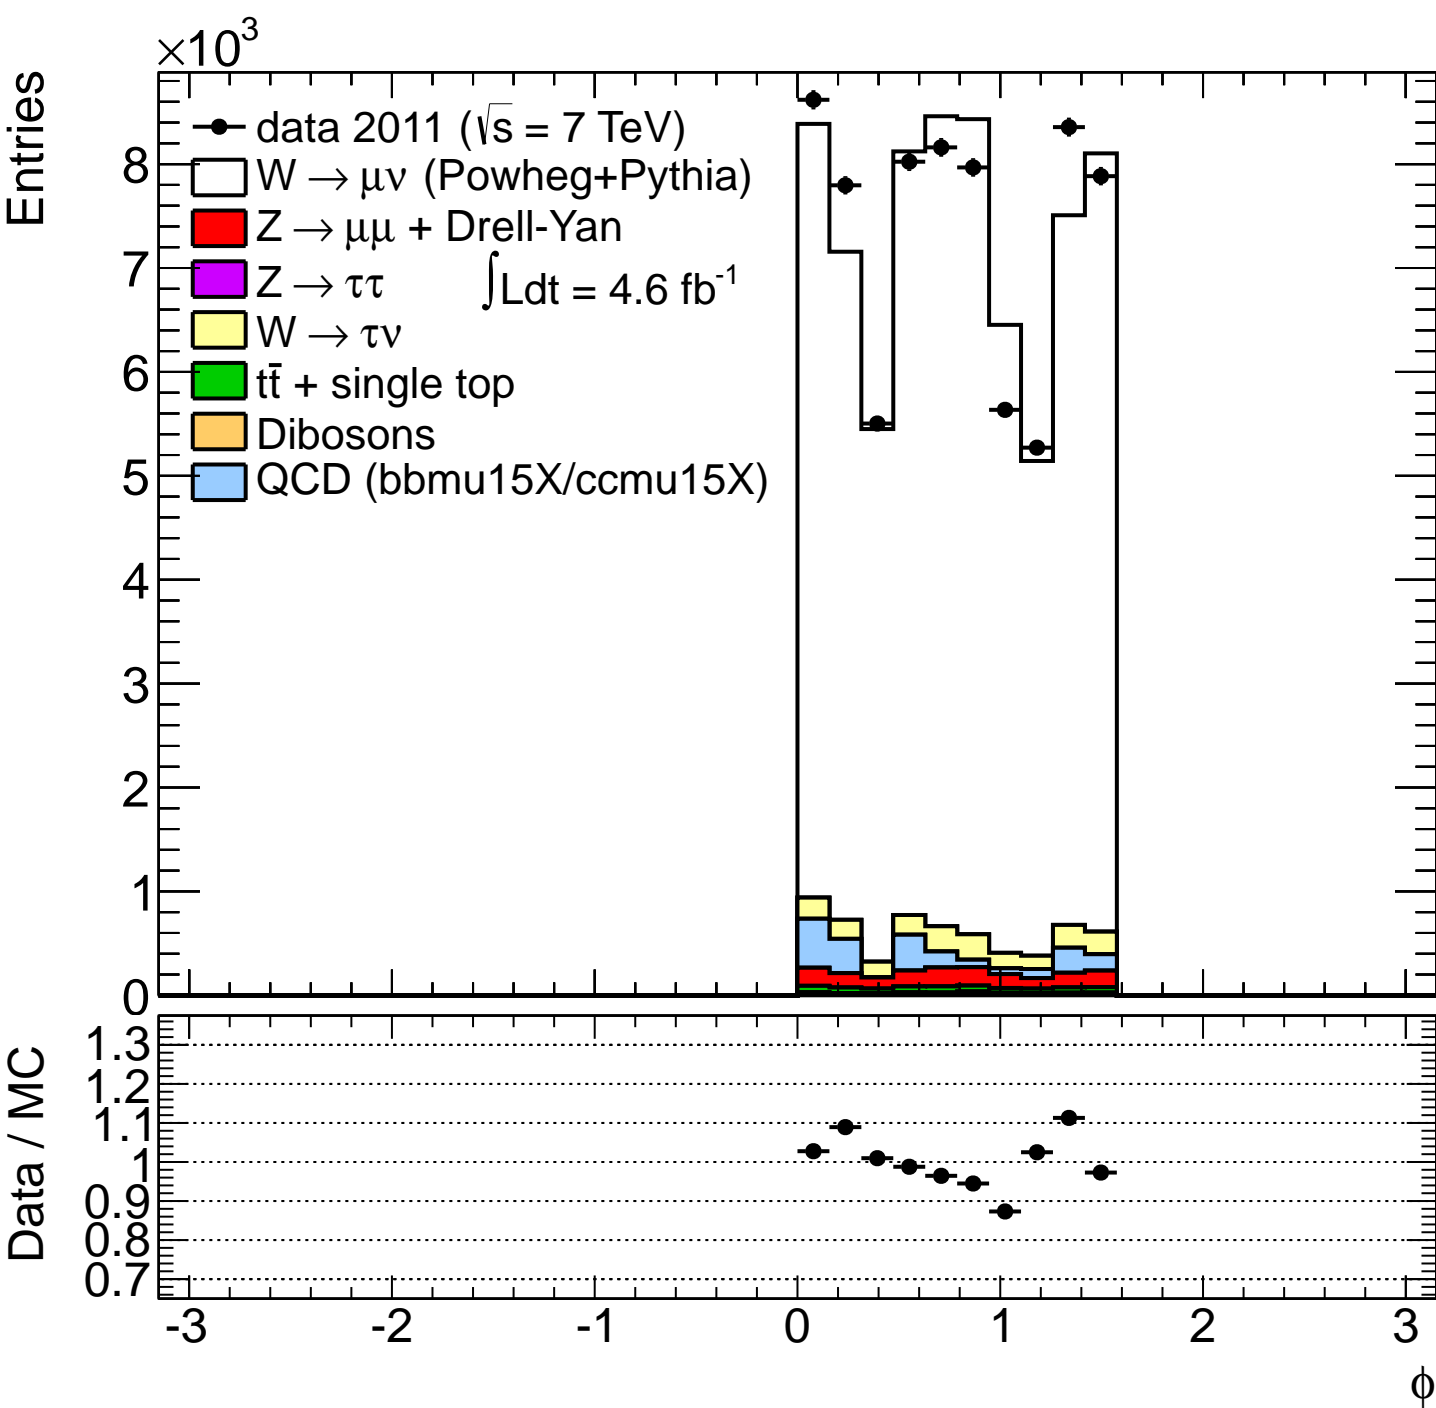 ×10³
Entries
data 2011 (√s = 7 TeV)
W → μν (Powheg+Pythia)
Z → μμ + Drell-Yan
Z → ττ
∫Ldt = 4.6 fb⁻¹
W → τν
tt̄ + single top
Dibosons
QCD (bbmu15X/ccmu15X)
8
7
6
5
4
3
2
1
0
Data / MC
1.3
1.2
1.1
1
0.9
0.8
0.7
-3 -2 -1 0 1 2 3
ϕ